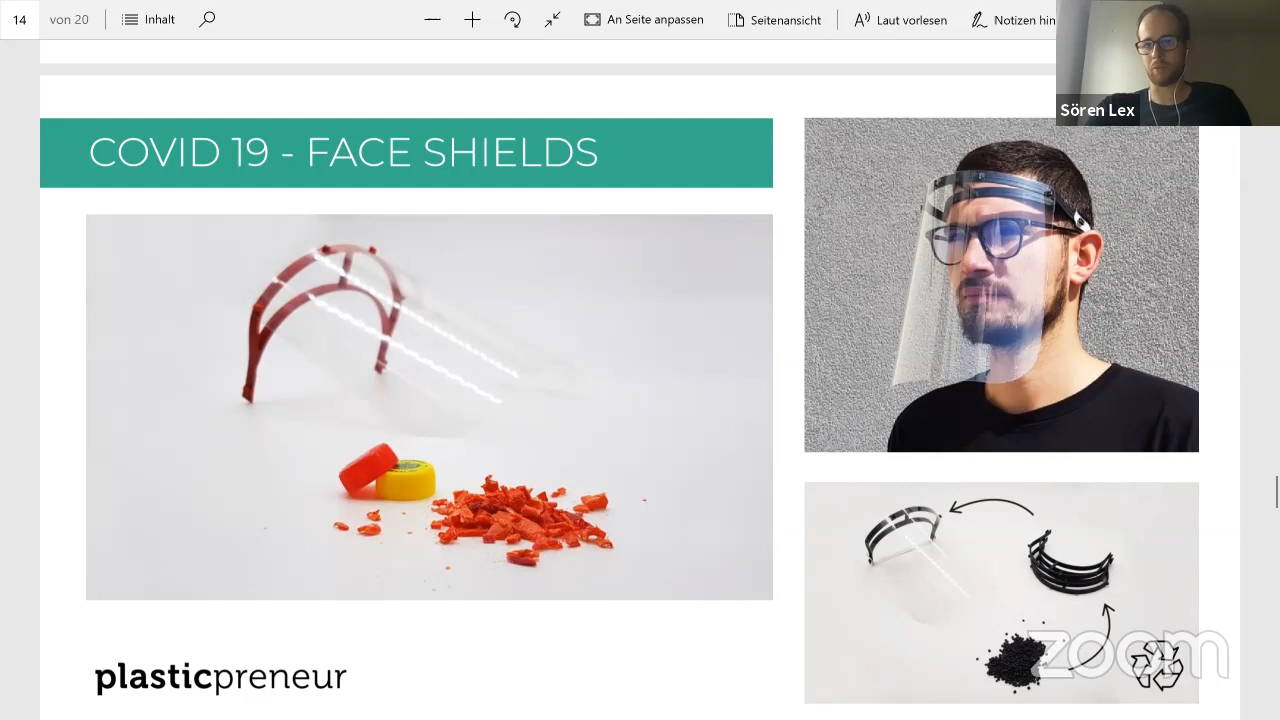 14 von 20 Inhalt An Seite anpassen Seitenansicht Laut vorlesen Notizen hin
Sören Lex
COVID 19 - FACE SHIELDS
plasticpreneur
zoom